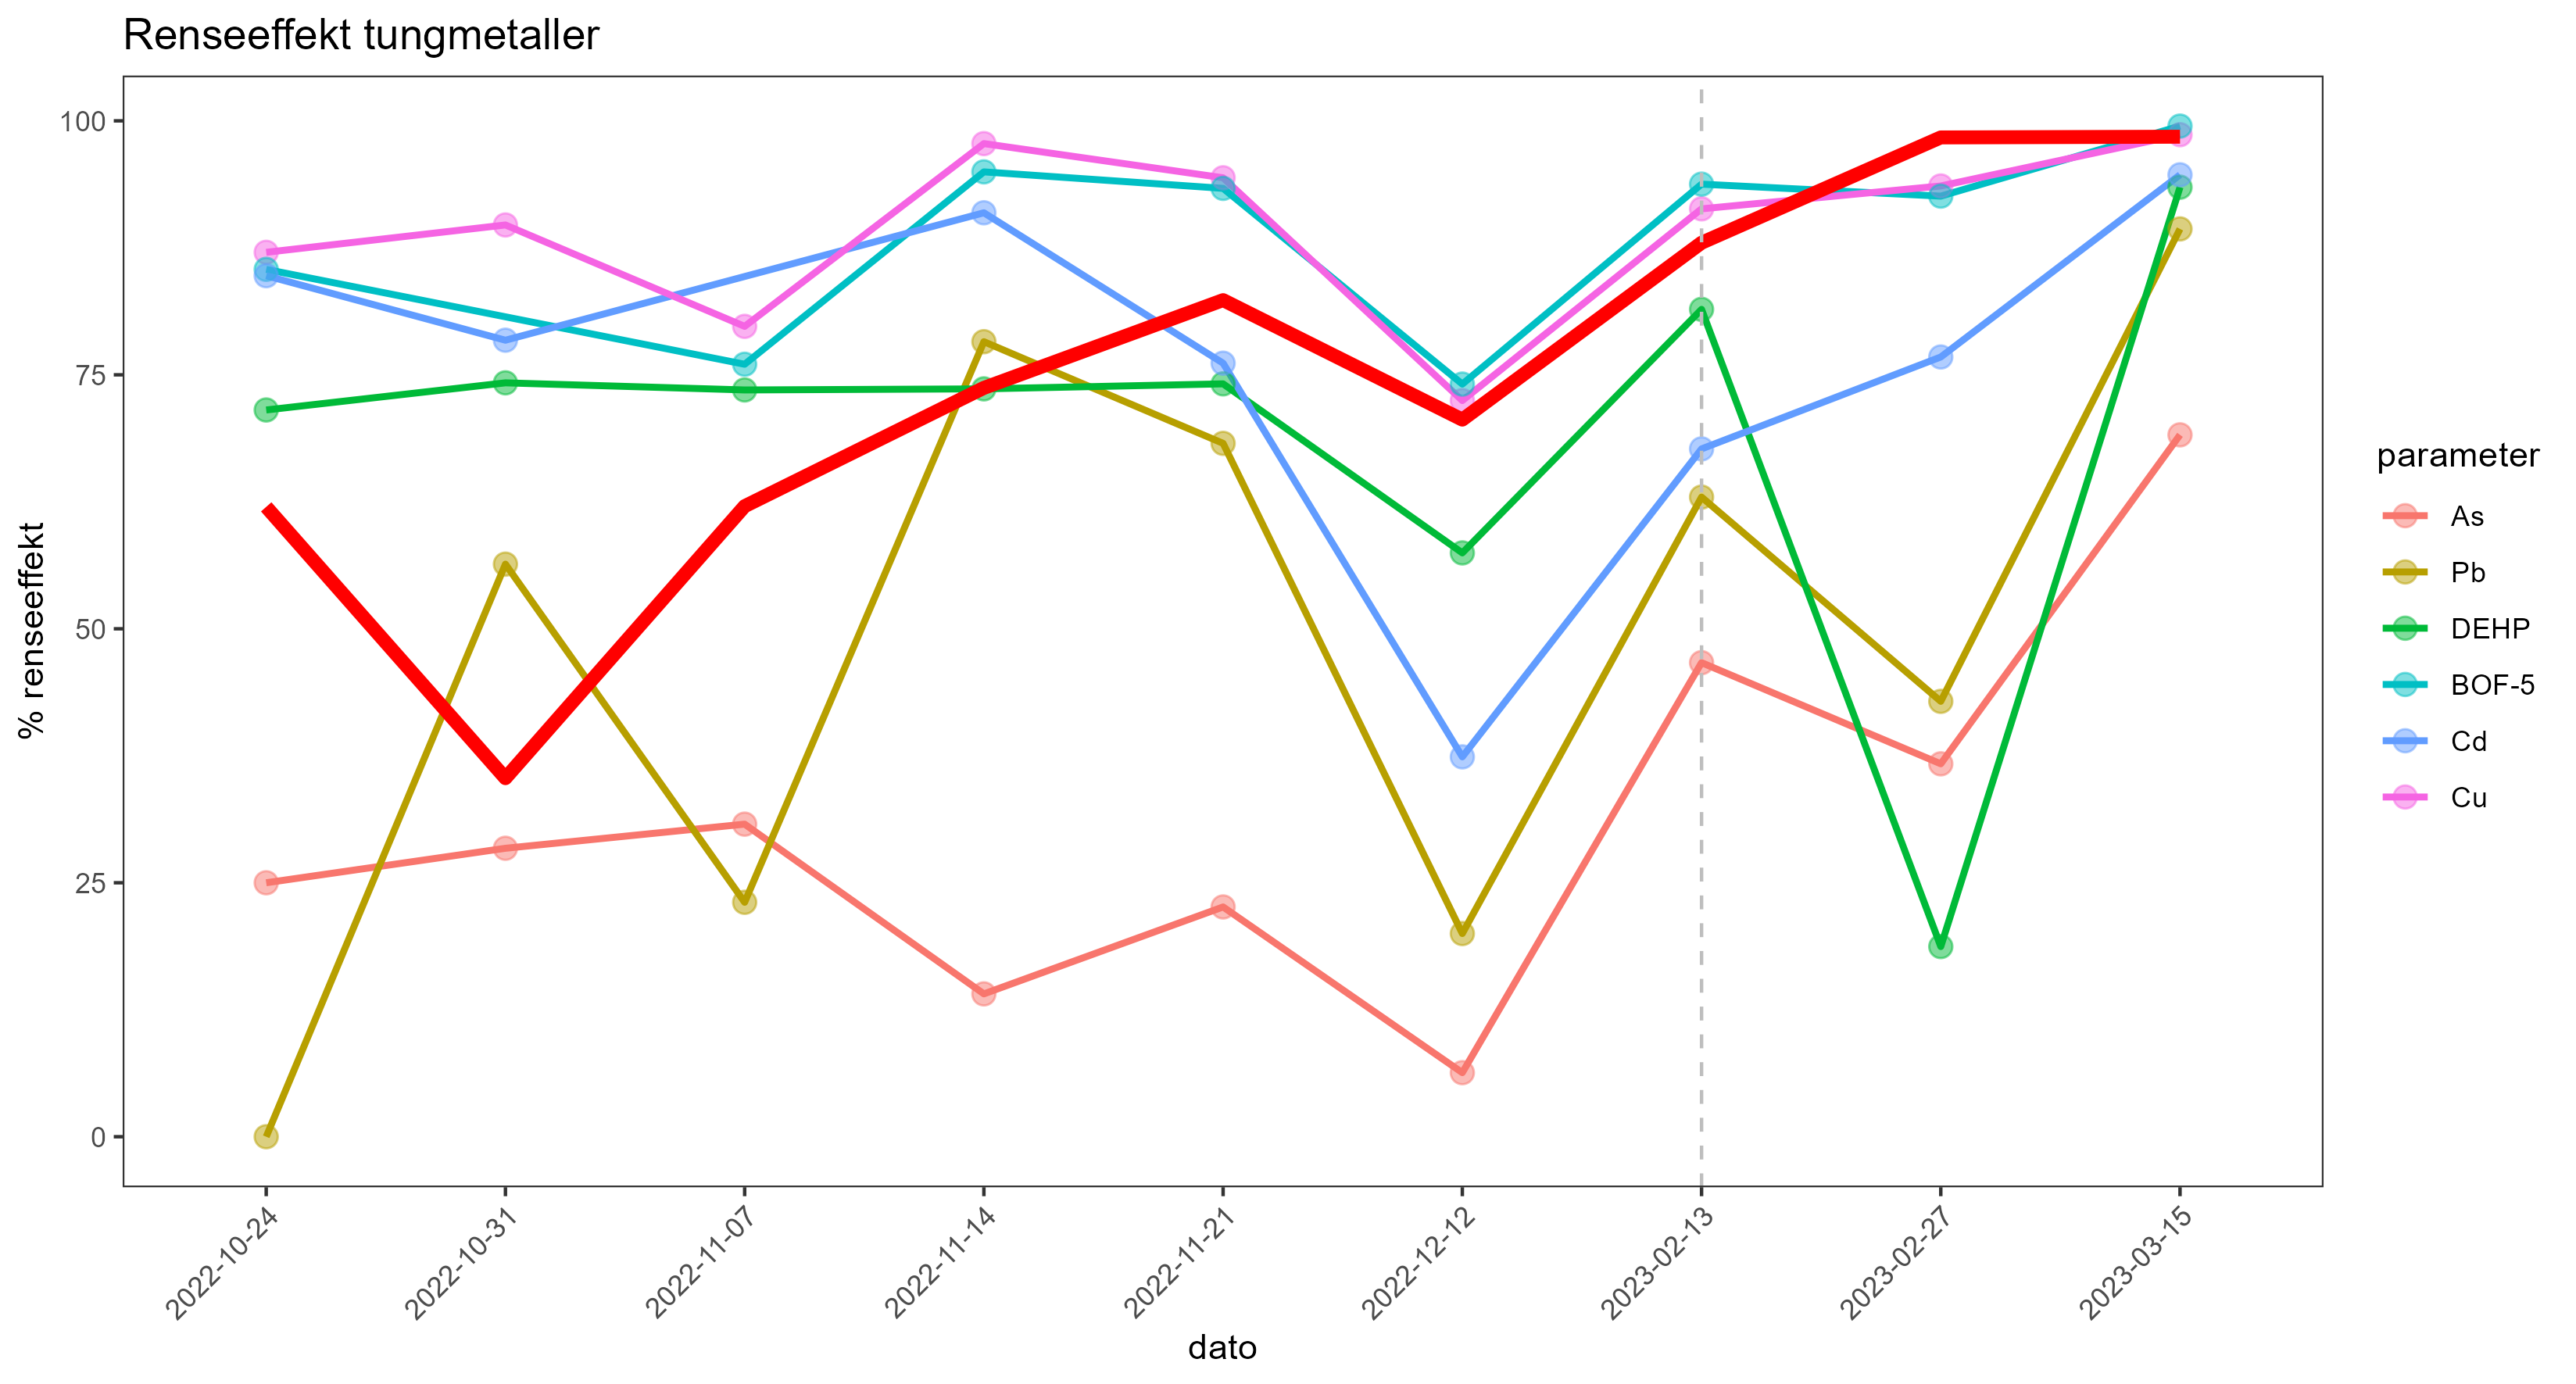 Renseeffekt tungmetaller
% renseeffekt
100
75
50
25
0
2022-10-24
2022-10-31
2022-11-07
2022-11-14
2022-11-21
2022-12-12
2023-02-13
2023-02-27
2023-03-15
dato
parameter
As
Pb
DEHP
BOF-5
Cd
Cu